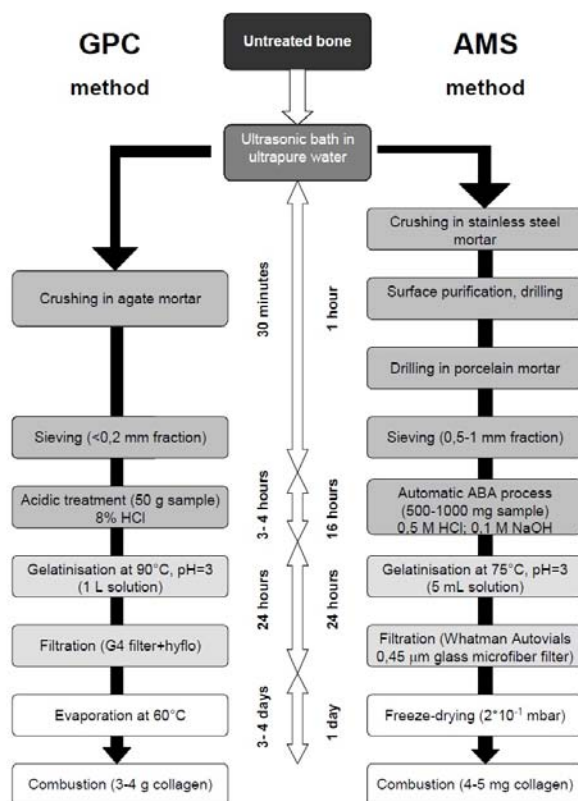 GPC
method
Untreated bone
AMS
method
Ultrasonic bath in
ultrapure water
Crushing in agate mortar
Sieving (<0,2 mm fraction)
Acidic treatment (50 g sample)
8% HCl
Gelatinisation at 90°C, pH=3
(1 L solution)
Filtration (G4 filter+hyflo)
Evaporation at 60°C
Combustion (3-4 g collagen)
30 minutes
1 hour
3-4 hours
16 hours
24 hours
24 hours
3-4 days
1 day
Crushing in stainless steel
mortar
Surface purification, drilling
Drilling in porcelain mortar
Sieving (0,5-1 mm fraction)
Automatic ABA process
(500-1000 mg sample)
0,5 M HCl; 0,1 M NaOH
Gelatinisation at 75°C, pH=3
(5 mL solution)
Filtration (Whatman Autovials
0,45 µm glass microfiber filter)
Freeze-drying (2*10⁻¹ mbar)
Combustion (4-5 mg collagen)